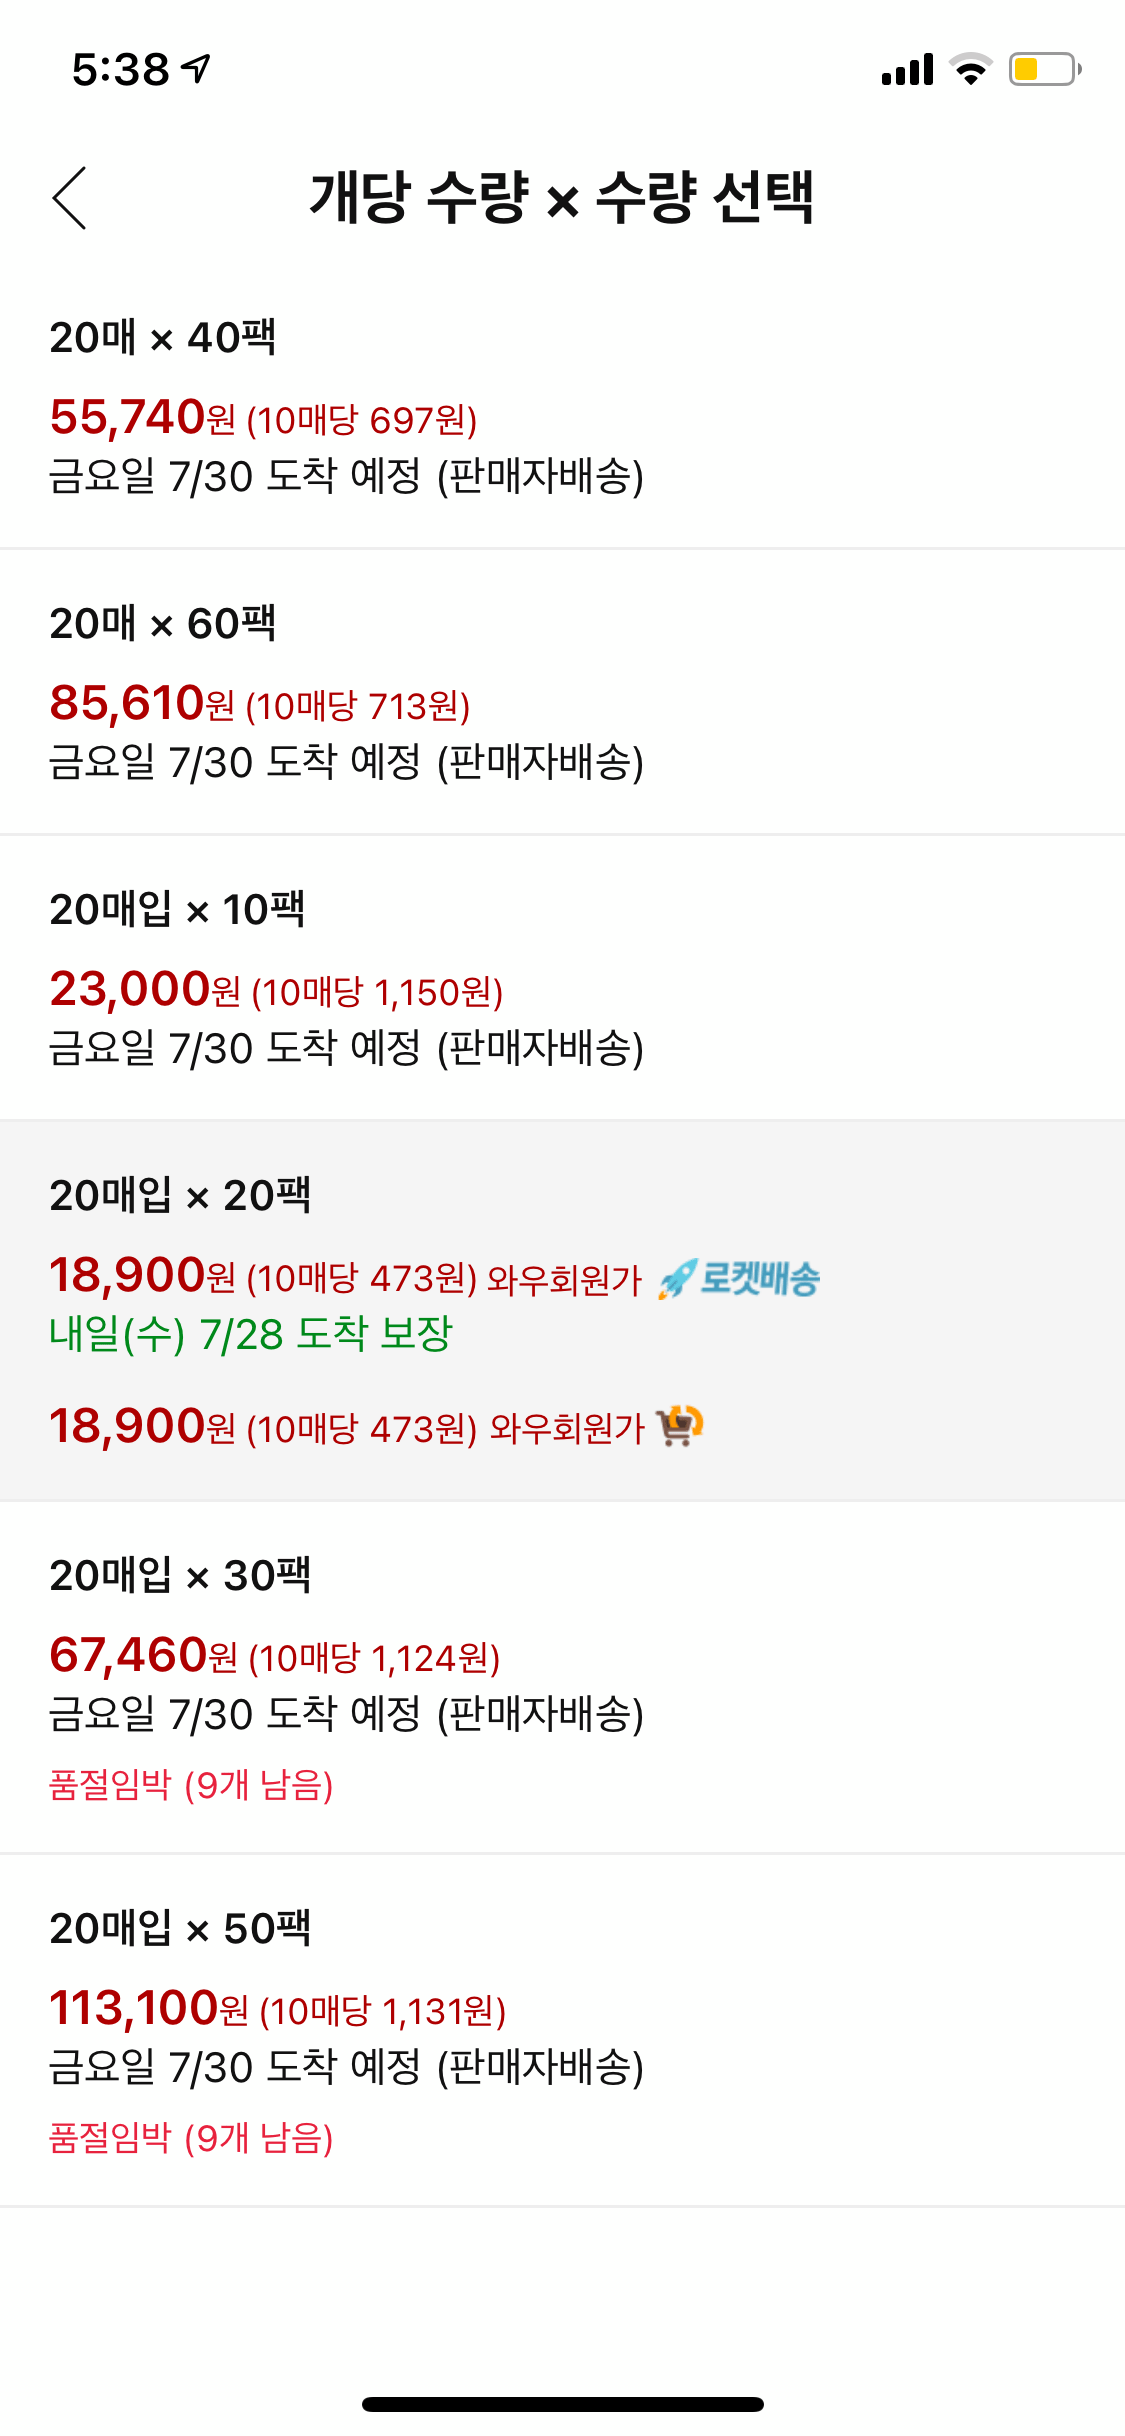 5:38
개당 수량 × 수량 선택
20매 × 40팩
55,740원 (10매당 697원)
금요일 7/30 도착 예정 (판매자배송)
20매 × 60팩
85,610원 (10매당 713원)
금요일 7/30 도착 예정 (판매자배송)
20매입 × 10팩
23,000원 (10매당 1,150원)
금요일 7/30 도착 예정 (판매자배송)
20매입 × 20팩
18,900원 (10매당 473원) 와우회원가 로켓배송
내일(수) 7/28 도착 보장
18,900원 (10매당 473원) 와우회원가
20매입 × 30팩
67,460원 (10매당 1,124원)
금요일 7/30 도착 예정 (판매자배송)
품절임박 (9개 남음)
20매입 × 50팩
113,100원 (10매당 1,131원)
금요일 7/30 도착 예정 (판매자배송)
품절임박 (9개 남음)